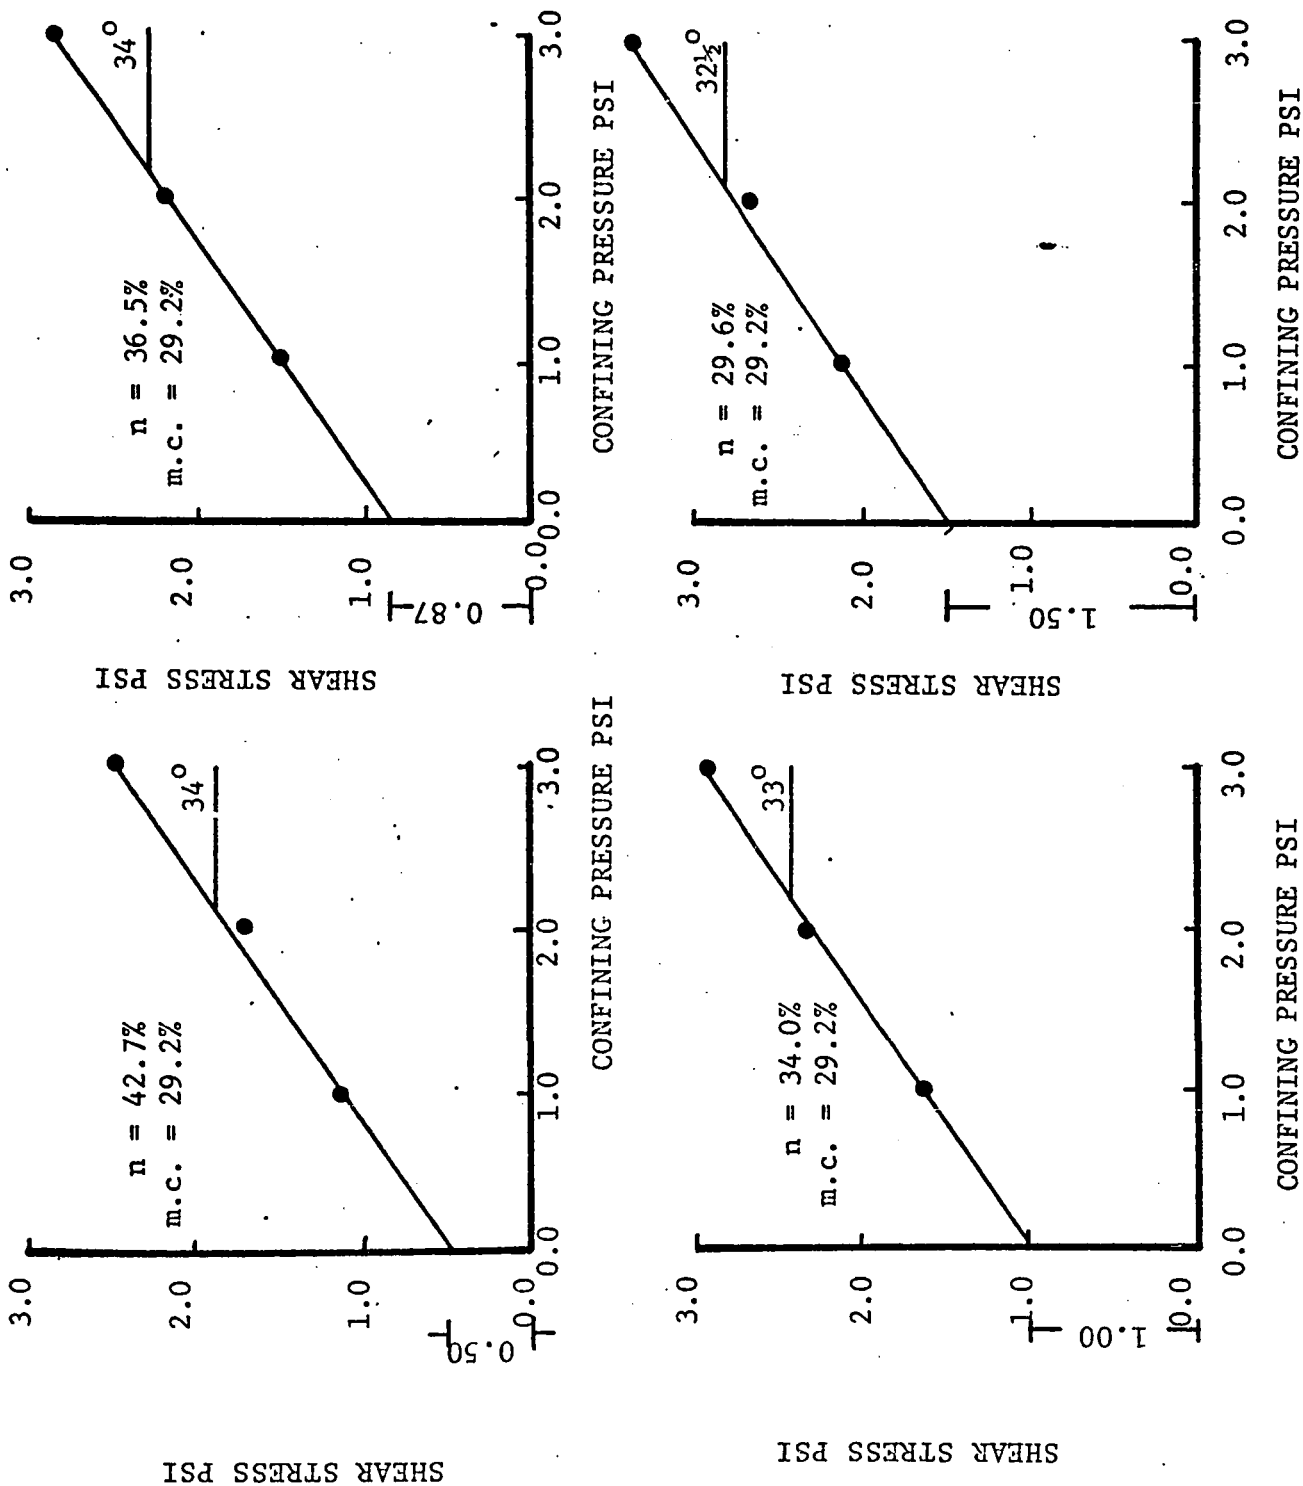 3.0
2.0
1.0
0.0
0.50
SHEAR STRESS PSI
n = 42.7%
m.c. = 29.2%
34°
0.0
1.0
2.0
3.0
CONFINING PRESSURE PSI
3.0
2.0
1.0
0.0
0.87
SHEAR STRESS PSI
n = 36.5%
m.c. = 29.2%
34°
0.0
1.0
2.0
3.0
CONFINING PRESSURE PSI
3.0
2.0
1.0
0.0
1.00
SHEAR STRESS PSI
n = 34.0%
m.c. = 29.2%
33°
0.0
1.0
2.0
3.0
CONFINING PRESSURE PSI
3.0
2.0
1.0
0.0
1.50
SHEAR STRESS PSI
n = 29.6%
m.c. = 29.2%
32½°
0.0
1.0
2.0
3.0
CONFINING PRESSURE PSI